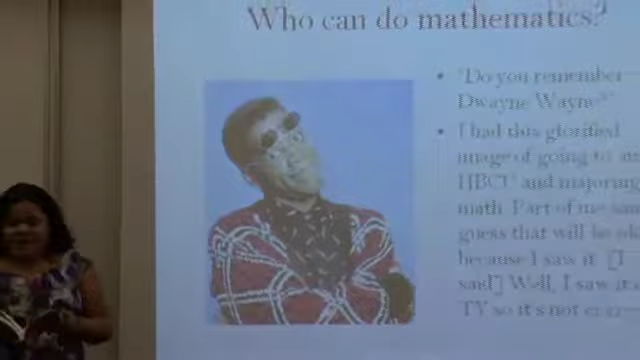 Who can do mathematics?
• "Do you remember
Dwayne Wayne"
• I had this glorified
image of going to an
HBCU and majoring
math. Part of me
guess that will be ok
because I saw it. [I
said] Well, I saw it
TV so it's not